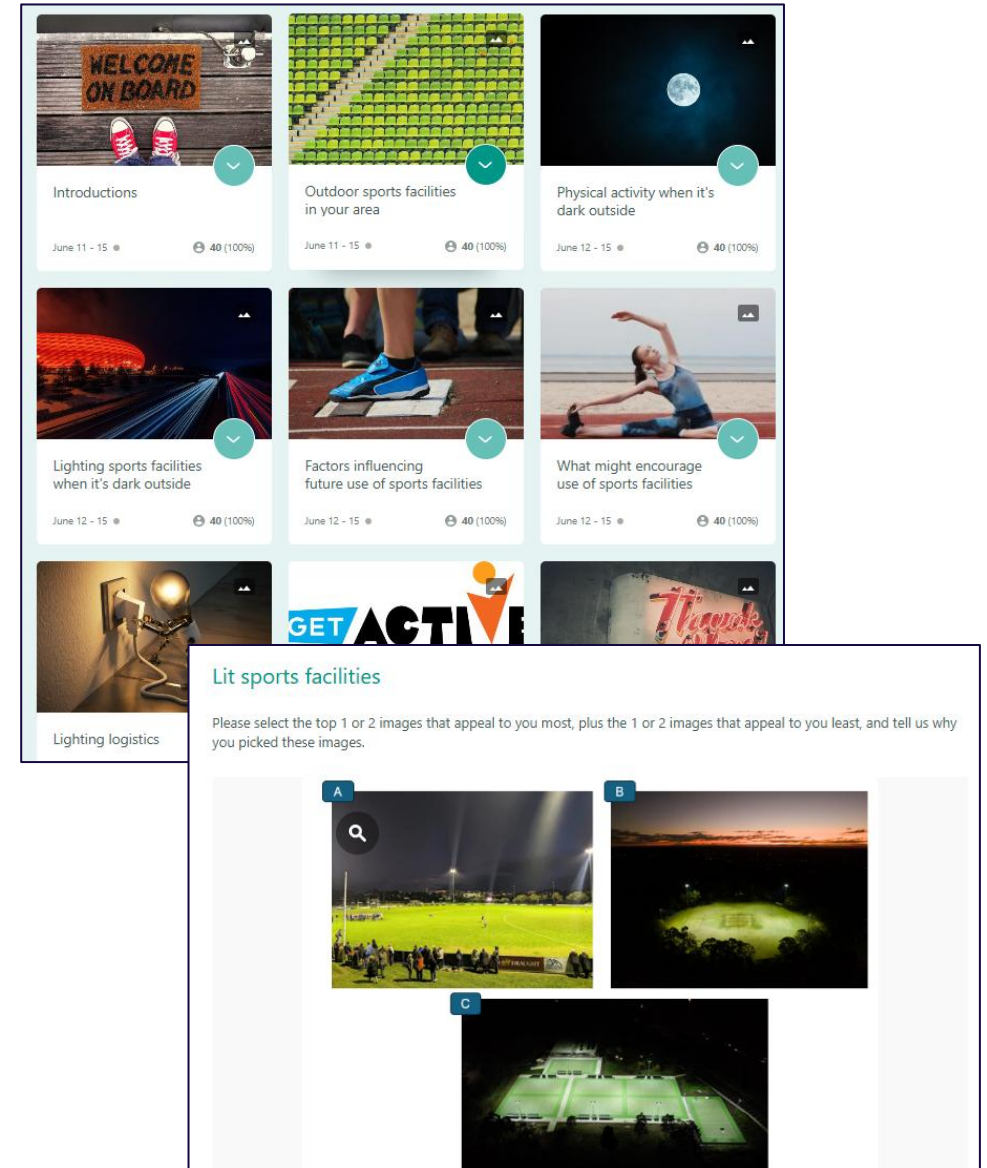 WELCOME
ON BOARD
Introductions
June 11 - 15
40 (100%)
Outdoor sports facilities
in your area
June 11 - 15
40 (100%)
Physical activity when it's
dark outside
June 12 - 15
40 (100%)
Lighting sports facilities
when it's dark outside
June 12 - 15
40 (100%)
Factors influencing
future use of sports facilities
June 12 - 15
40 (100%)
What might encourage
use of sports facilities
June 12 - 15
40 (100%)
Lighting logistics
GET ACTIVE
Thank
Lit sports facilities
Please select the top 1 or 2 images that appeal to you most, plus the 1 or 2 images that appeal to you least, and tell us why
you picked these images.
A
B
C